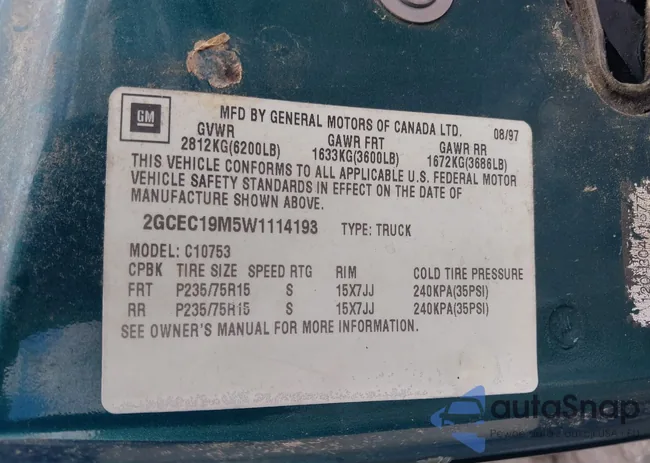 GM
MFD BY GENERAL MOTORS OF CANADA LTD. 08/97
GVWR GAWR FRT GAWR RR
2812KG(6200LB) 1633KG(3600LB) 1672KG(3686LB)
THIS VEHICLE CONFORMS TO ALL APPLICABLE U.S. FEDERAL MOTOR
VEHICLE SAFETY STANDARDS IN EFFECT ON THE DATE OF
MANUFACTURE SHOWN ABOVE.
2GCEC19M5W1114193 TYPE: TRUCK
MODEL: C10753
CPBK TIRE SIZE SPEED RTG RIM COLD TIRE PRESSURE
FRT P235/75R15 S 15X7JJ 240KPA(35PSI)
RR P235/75R15 S 15X7JJ 240KPA(35PSI)
SEE OWNER'S MANUAL FOR MORE INFORMATION.
autoSnap